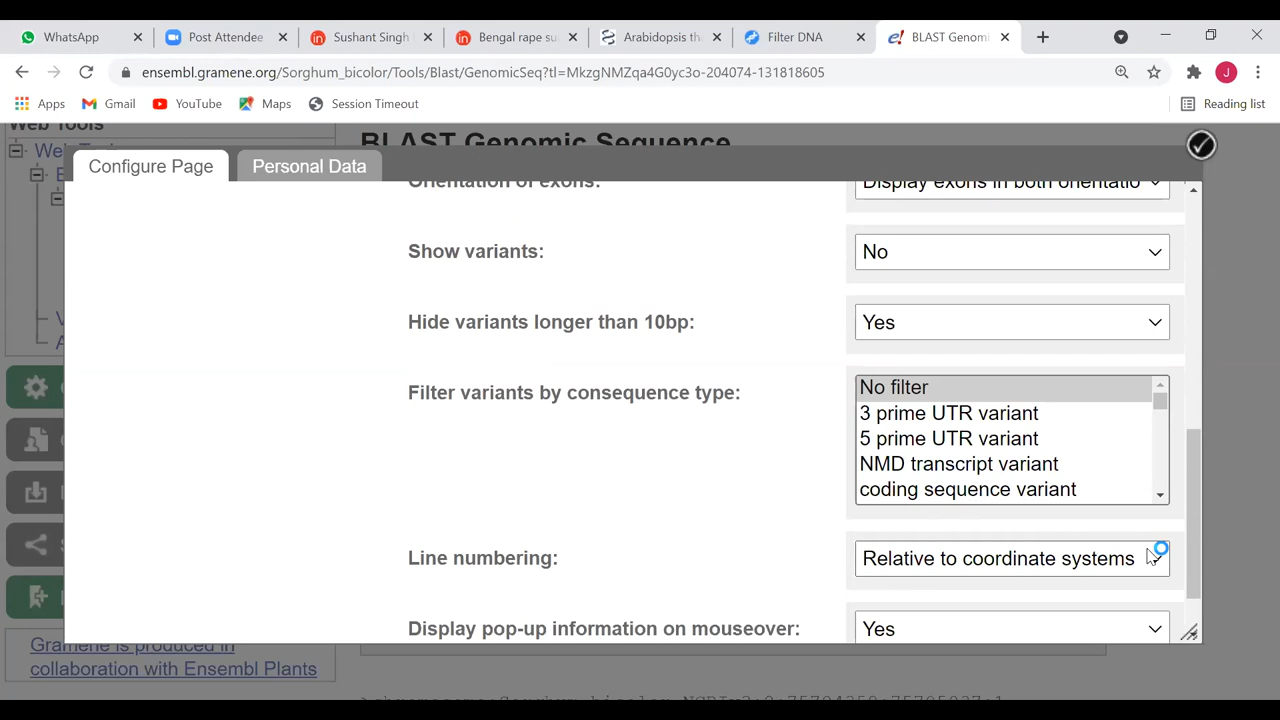 WhatsApp
Post Attendee
Sushant Singh
Bengal rape su
Arabidopsis tha
Filter DNA
BLAST Genomi
ensembl.gramene.org/Sorghum_bicolor/Tools/Blast/GenomicSeq?tl=MkzgNMZqa4G0yc3o-204074-131818605
J
Apps
Gmail
YouTube
Maps
Session Timeout
Reading list
Web Tools
BLAST Genomic Sequence
Configure Page
Personal Data
Orientation of exons:
Display exons in both orientatio
Show variants:
No
Hide variants longer than 10bp:
Yes
Filter variants by consequence type:
No filter
3 prime UTR variant
5 prime UTR variant
NMD transcript variant
coding sequence variant
Line numbering:
Relative to coordinate systems
Display pop-up information on mouseover:
Yes
Gramene is produced in
collaboration with Ensembl Plants